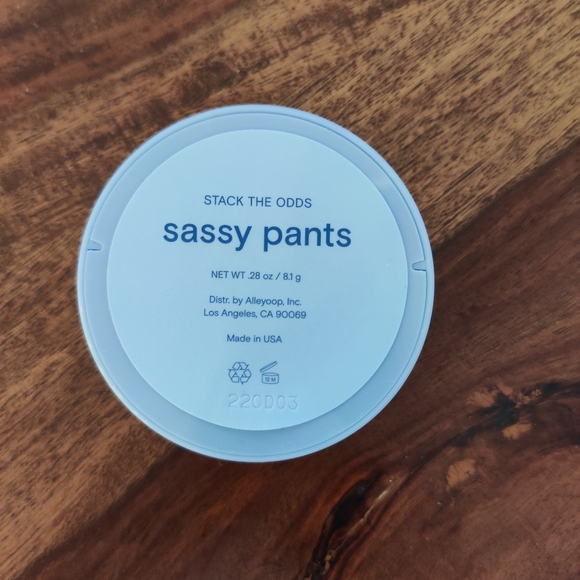 STACK THE ODDS
sassy pants
NET WT .28 oz / 8.1 g
Distr. by Alleyoop, Inc.
Los Angeles, CA 90069
Made in USA
12 M
220D03